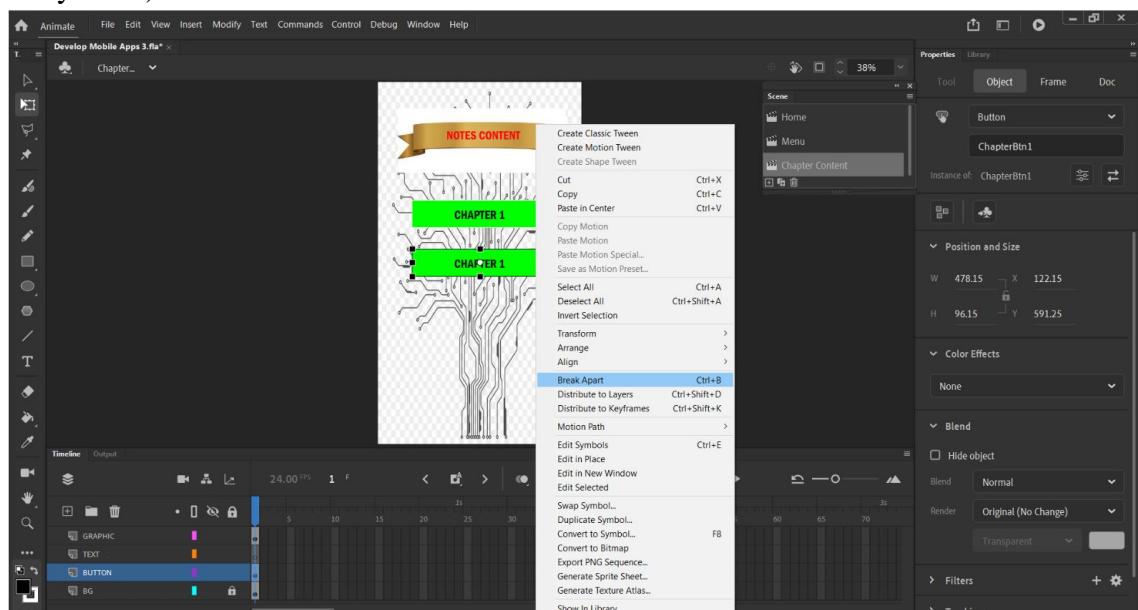 Animate File Edit View Insert Modify Text Commands Control Debug Window Help
Develop Mobile Apps 3.fla* ×
Chapter...
38%
NOTES CONTENT
CHAPTER 1
CHAPTER 1
Create Classic Tween
Create Motion Tween
Create Shape Tween
Cut Ctrl+X
Copy Ctrl+C
Paste in Center Ctrl+V
Copy Motion
Paste Motion
Paste Motion Special...
Save as Motion Preset...
Select All Ctrl+A
Deselect All Ctrl+Shift+A
Invert Selection
Transform
Arrange
Align
Break Apart Ctrl+B
Distribute to Layers Ctrl+Shift+D
Distribute to Keyframes Ctrl+Shift+K
Motion Path
Edit Symbols Ctrl+E
Edit in Place
Edit in New Window
Edit Selected
Swap Symbol...
Duplicate Symbol...
Convert to Symbol... F8
Convert to Bitmap
Export PNG Sequence...
Generate Sprite Sheet...
Generate Texture Atlas...
Show In Library
Scene
Home
Menu
Chapter Content
Properties Library
Tool Object Frame Doc
Button
ChapterBtn1
Instance of: ChapterBtn1
Position and Size
W 478.15 X 122.15
H 96.15 Y 591.25
Color Effects
None
Blend
Hide object
Blend Normal
Render Original (No Change)
Transparent
Filters
Timeline Output
24.00 FPS 1 F
1s 3s
5 10 15 20 25 30 60 65 70
GRAPHIC
TEXT
BUTTON
BG